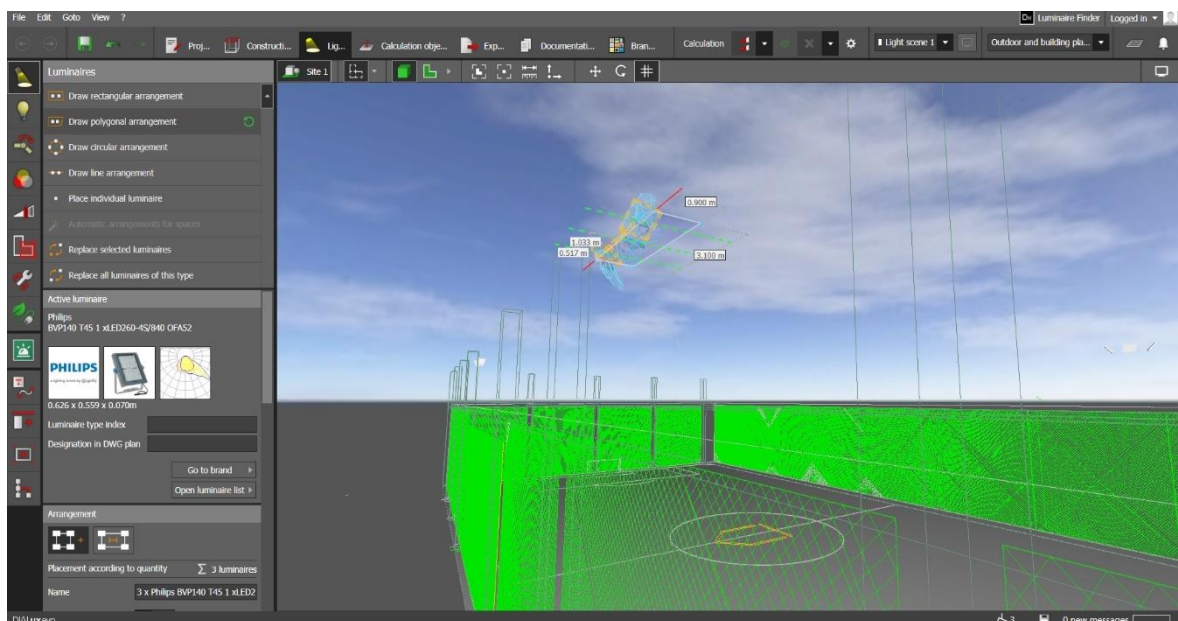 File Edit Goto View ?
Luminaire Finder Logged in
Proj... Constructi... Lig... Calculation obje... Exp... Documentati... Bran... Calculation Light scene 1 Outdoor and building pla...
Luminaires
Site 1
Draw rectangular arrangement
Draw polygonal arrangement
Draw circular arrangement
Draw line arrangement
Place individual luminaire
Automatic arrangements for spaces
Replace selected luminaires
Replace all luminaires of this type
Active luminaire
Philips
BVP140 T45 1 xLED260-4S/840 OFA52
PHILIPS
0.626 x 0.559 x 0.070m
Luminaire type index
Designation in DWG plan
Go to brand
Open luminaire list
Arrangement
Placement according to quantity Σ 3 luminaires
Name 3 x Philips BVP140 T45 1 xLED2
0.900 m
1.033 m
0.517 m
3.100 m
DIALux evo
3 0 new messages